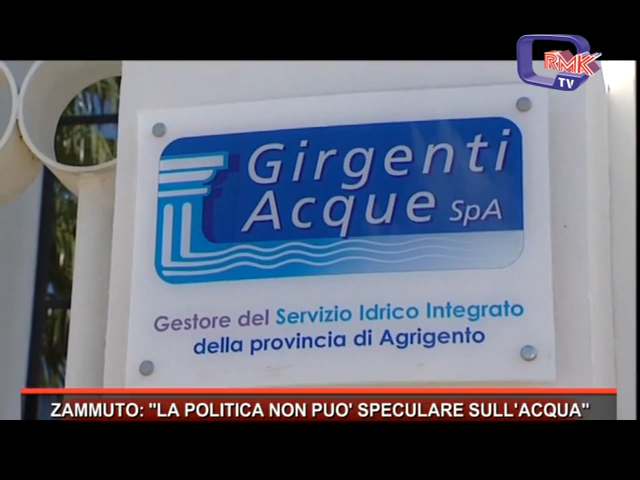 RMK
TV
Girgenti
Acque SpA
Gestore del Servizio Idrico Integrato
della provincia di Agrigento
ZAMMUTO: "LA POLITICA NON PUO' SPECULARE SULL'ACQUA"